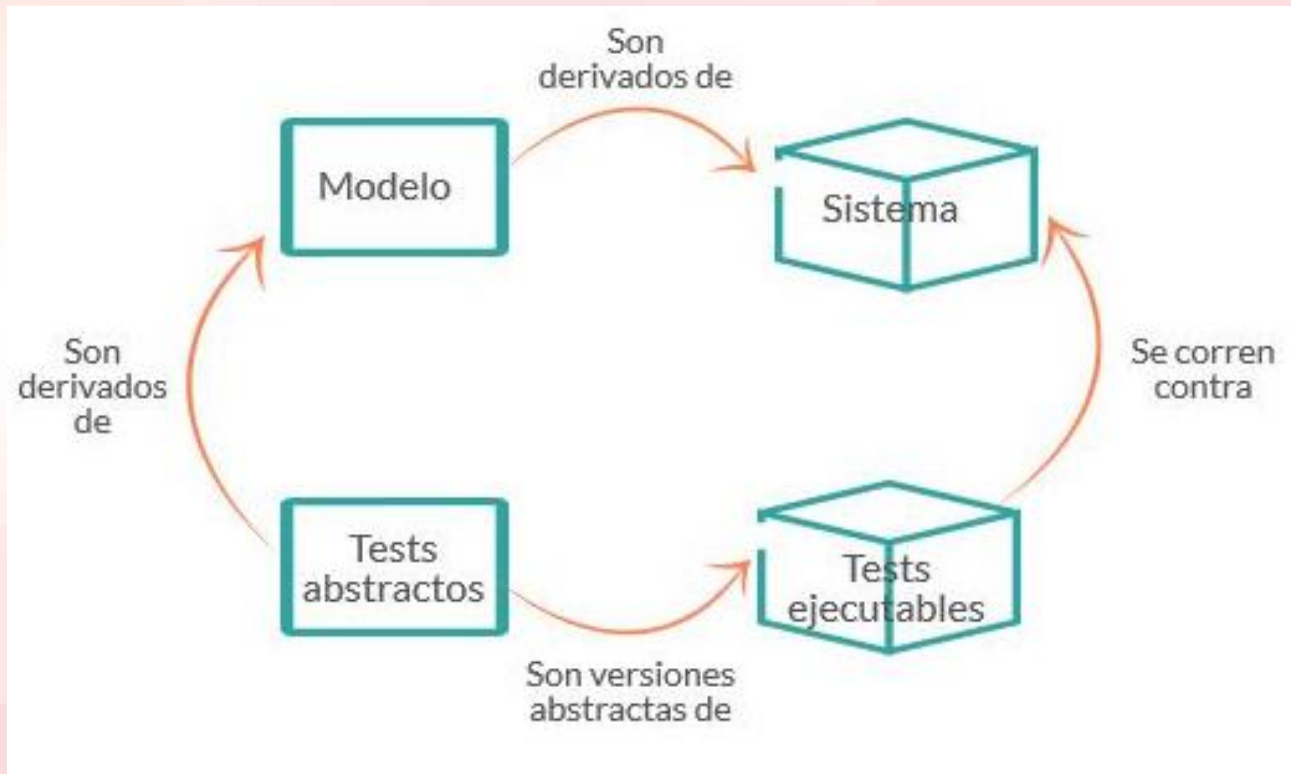 Son
derivados de
Modelo
Sistema
Son
derivados
de
Se corren
contra
Tests
abstractos
Tests
ejecutables
Son versiones
abstractas de